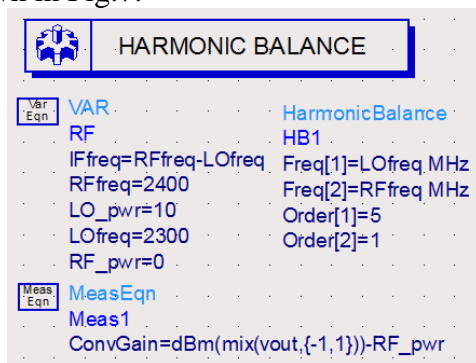 HARMONIC BALANCE
Var
Eqn
VAR
RF
IFfreq=RFfreq-LOfreq
RFfreq=2400
LO_pwr=10
LOfreq=2300
RF_pwr=0
HarmonicBalance
HB1
Freq[1]=LOfreq MHz
Freq[2]=RFfreq MHz
Order[1]=5
Order[2]=1
Meas
Eqn
MeasEqn
Meas1
ConvGain=dBm(mix(vout,{-1,1}))-RF_pwr